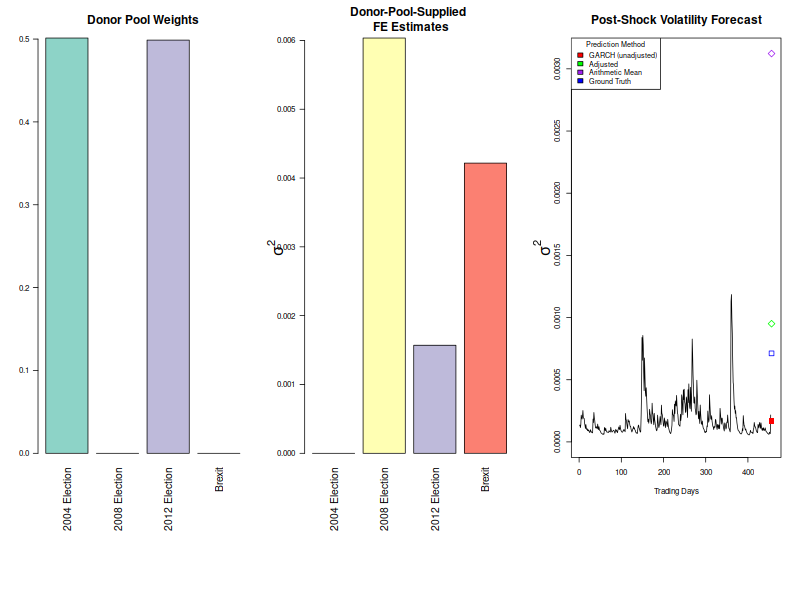 Donor Pool Weights
0.5
0.4
0.3
0.2
0.1
0.0
2004 Election
2008 Election
2012 Election
Brexit
Donor-Pool-Supplied
FE Estimates
σ²
0.006
0.005
0.004
0.003
0.002
0.001
0.000
2004 Election
2008 Election
2012 Election
Brexit
Post-Shock Volatility Forecast
σ²
0.0030
0.0025
0.0020
0.0015
0.0010
0.0005
0.0000
Prediction Method
GARCH (unadjusted)
Adjusted
Arithmetic Mean
Ground Truth
0 100 200 300 400
Trading Days